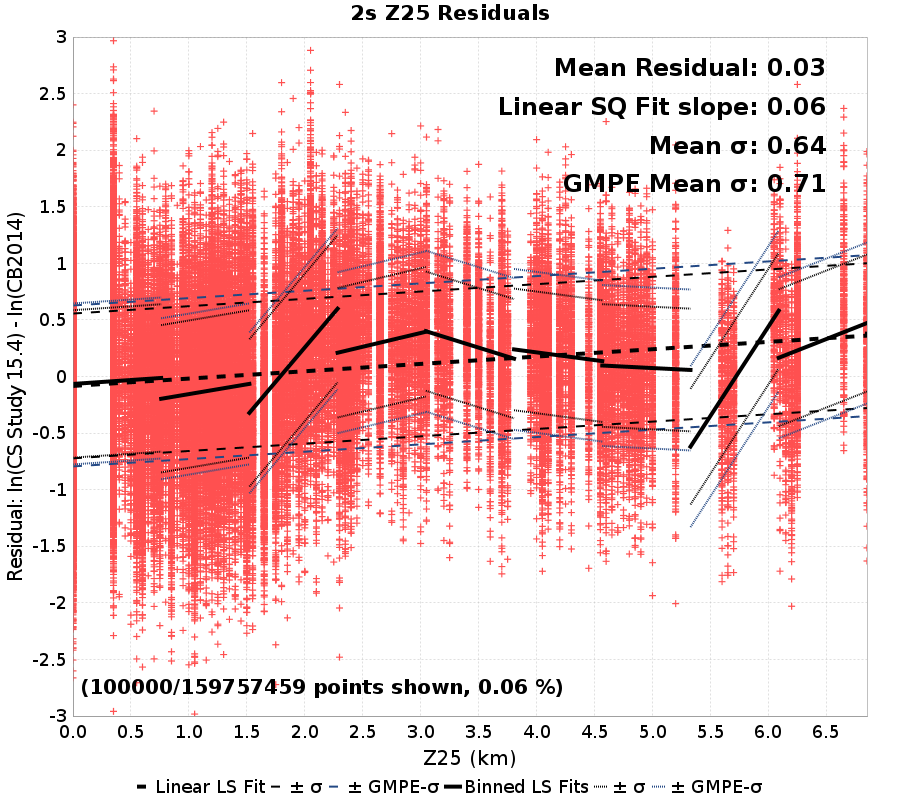 2s Z25 Residuals
Mean Residual: 0.03
Linear SQ Fit slope: 0.06
Mean σ: 0.64
GMPE Mean σ: 0.71
Residual: ln(CS Study 15.4) - ln(CB2014)
3
2.5
2
1.5
1
0.5
0
-0.5
-1
-1.5
-2
-2.5
-3
(100000/159757459 points shown, 0.06 %)
0.0 0.5 1.0 1.5 2.0 2.5 3.0 3.5 4.0 4.5 5.0 5.5 6.0 6.5
Z25 (km)
Linear LS Fit ± σ ± GMPE-σ Binned LS Fits ± σ ± GMPE-σ